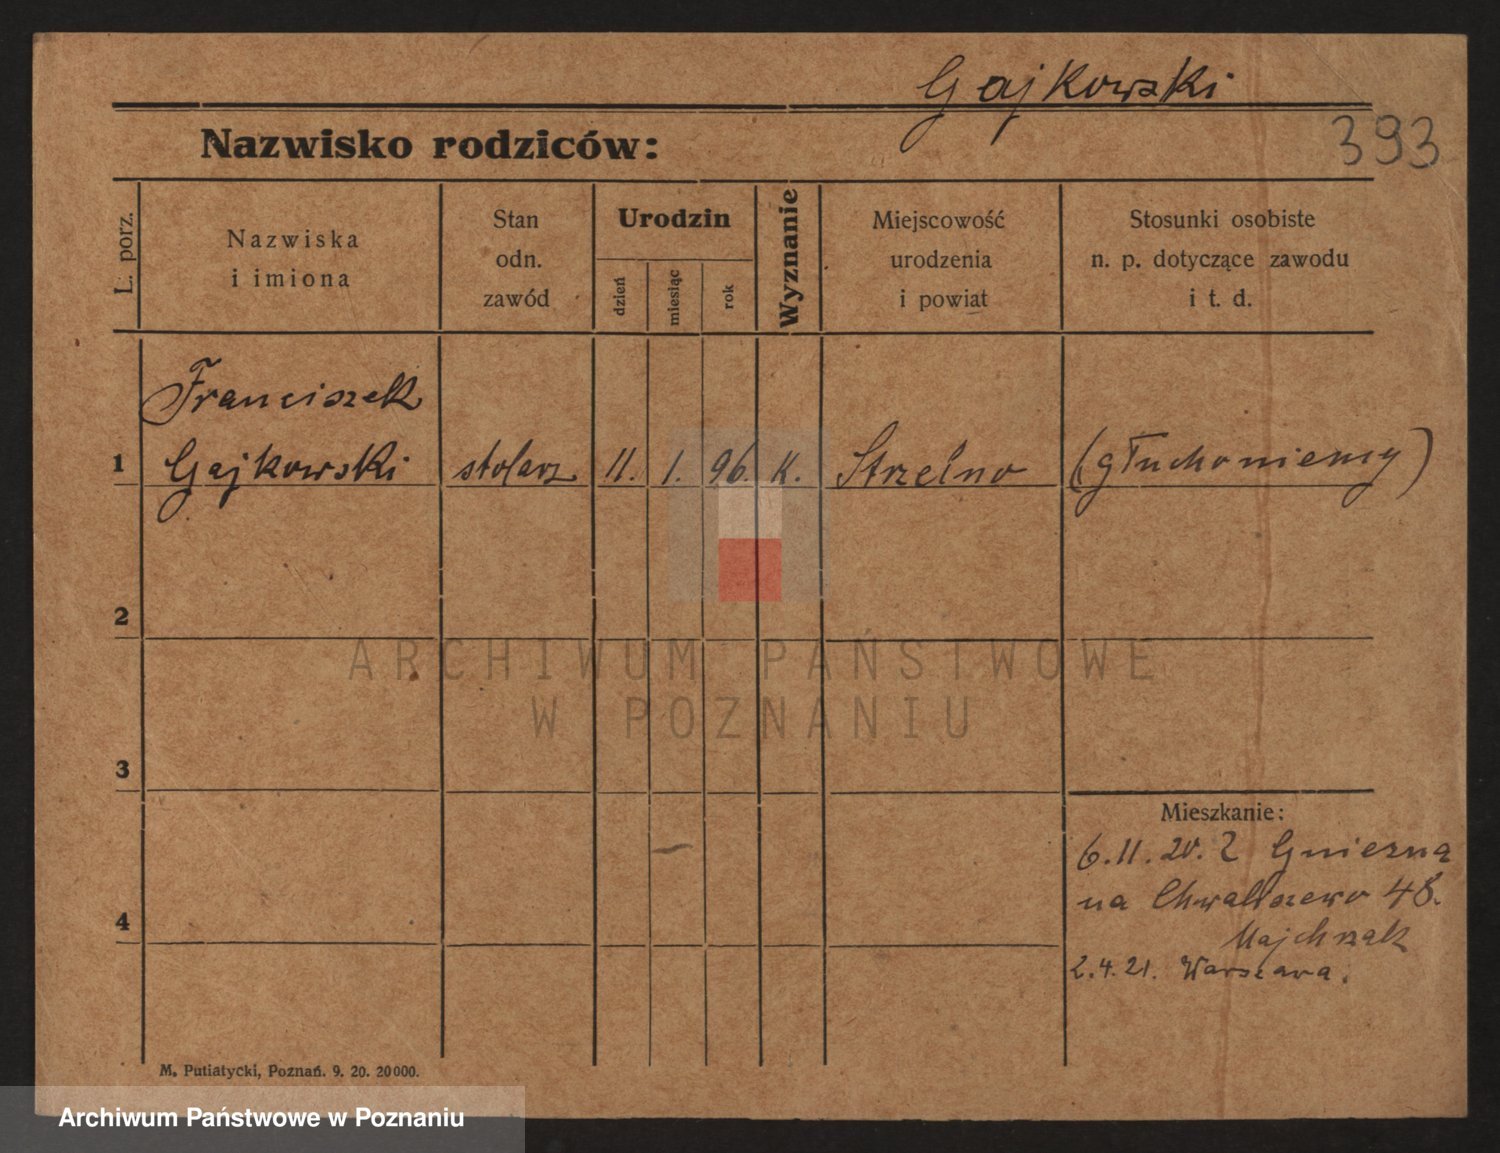 Gajkowski
393
Nazwisko rodziców:
L. porz.
Nazwiska
i imiona
Stan
odn.
zawód
Urodzin
dzień
miesiąc
rok
Wyznanie
Miejscowość
urodzenia
i powiat
Stosunki osobiste
n. p. dotyczące zawodu
i t. d.
Franciszek
1 Gajkowski stolarz 11. 1. 96. K. Strzelno (głuchoniemy)
2
ARCHIWUM PAŃSTWOWE
W POZNANIU
3
Mieszkanie:
6.11.20. Z Gniezna
na Chwaliszewo 48.
4
Majchrzak
2.4.21. Warszawa.
M. Putiatycki, Poznań. 9. 20. 20000.
Archiwum Państwowe w Poznaniu